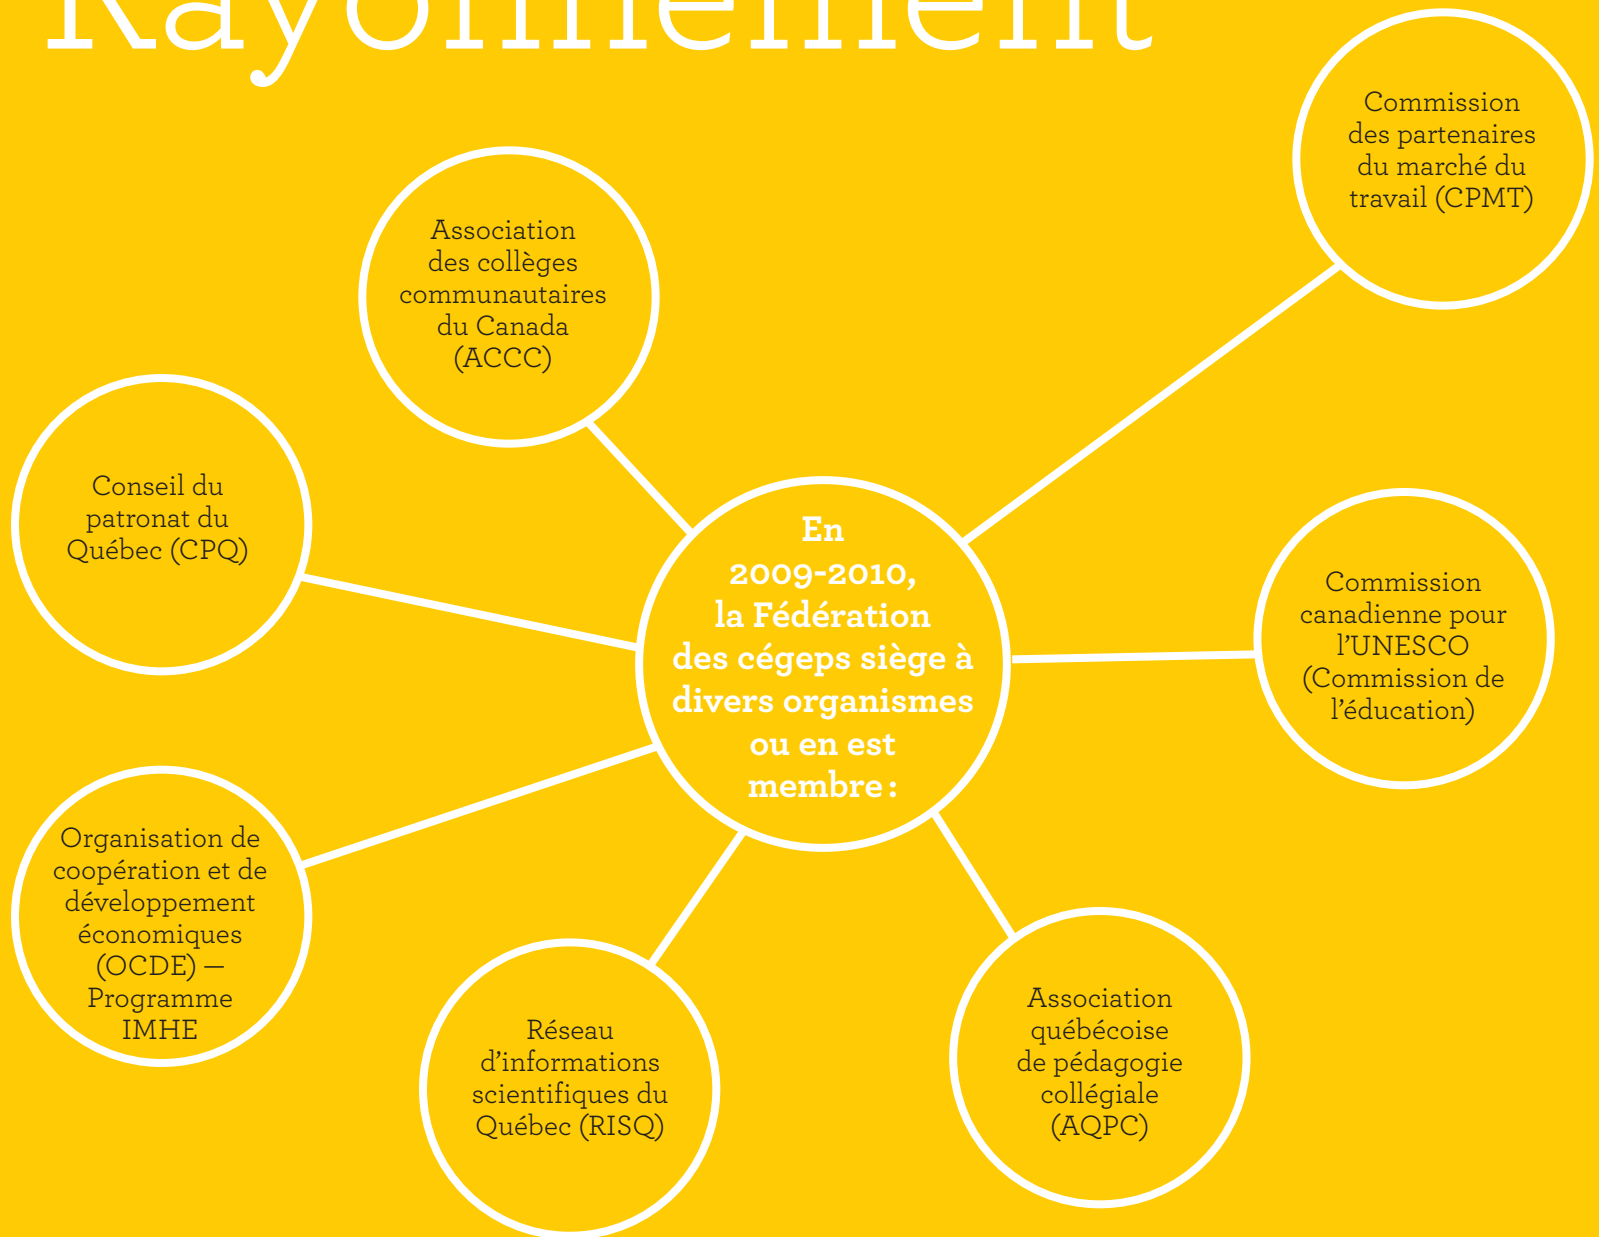 Rayonnement
Commission
des partenaires
du marché du
travail (CPMT)
Association
des collèges
communautaires
du Canada
(ACCC)
Conseil du
patronat du
Québec (CPQ)
En
2009-2010,
la Fédération
des cégeps siège à
divers organismes
ou en est
membre :
Commission
canadienne pour
l'UNESCO
(Commission de
l'éducation)
Organisation de
coopération et de
développement
économiques
(OCDE) —
Programme
IMHE
Réseau
d'informations
scientifiques du
Québec (RISQ)
Association
québécoise
de pédagogie
collégiale
(AQPC)